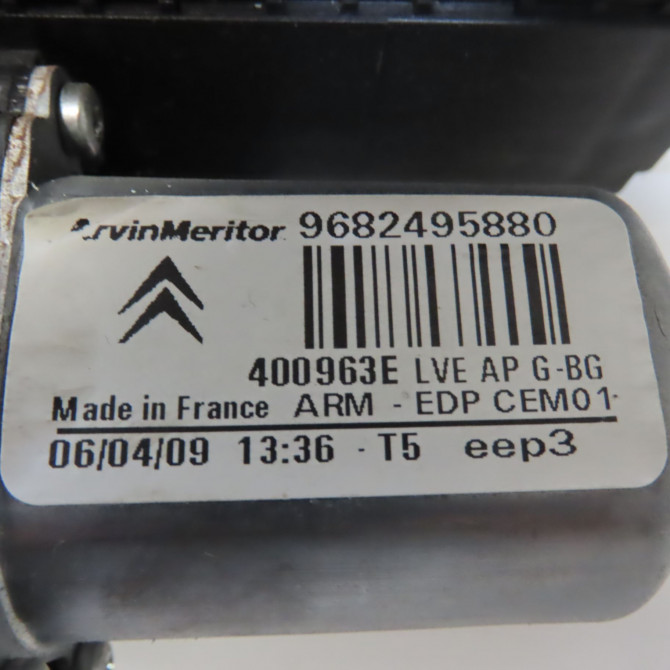 ArvinMeritor 9682495880
400963E LVE AP G-BG
Made in France ARM - EDP CEM01
06/04/09 13:36 - T5 eep3